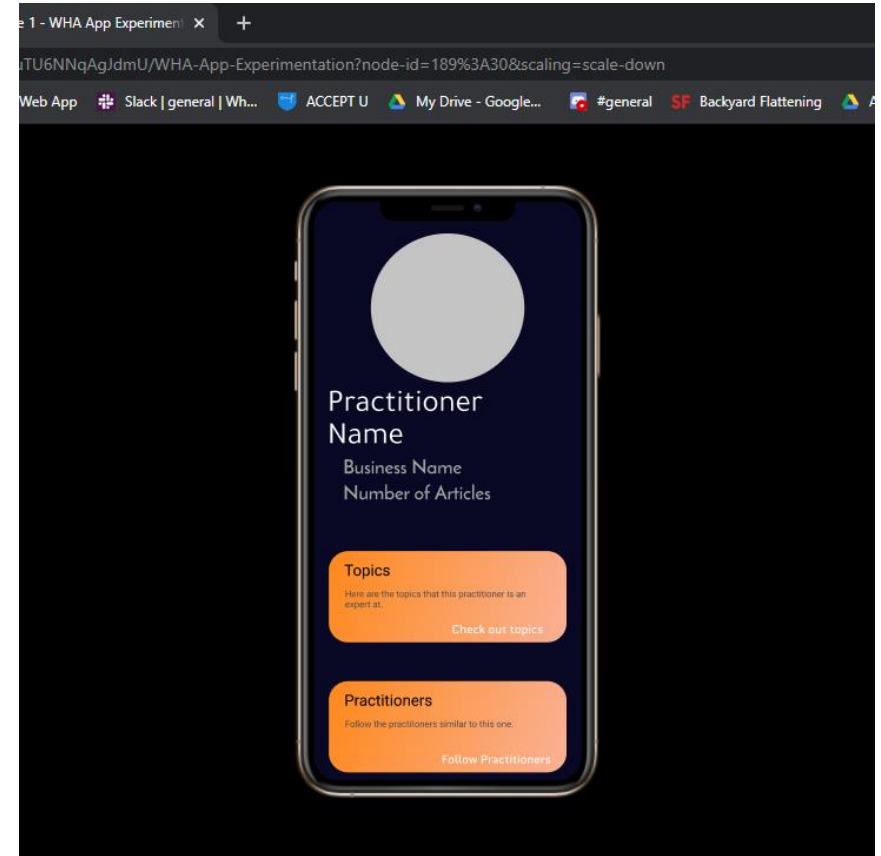 e 1 - WHA App Experiment
uTU6NNqAgJdmU/WHA-App-Experimentation?node-id=189%3A30&scaling=scale-down
Web App Slack | general | Wh... ACCEPT U My Drive - Google... #general SF Backyard Flattening A
Practitioner
Name
Business Name
Number of Articles
Topics
Here are the topics that this practitioner is an
expert at.
Check out topics
Practitioners
Follow the practitioners similar to this one.
Follow Practitioners